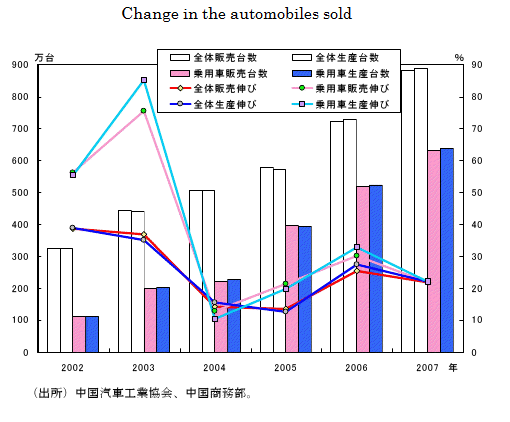 Change in the automobiles sold
万台
%
全体販売台数 全体生産台数
乗用車販売台数 乗用車生産台数
全体販売伸び 乗用車販売伸び
全体生産伸び 乗用車生産伸び
900 90
800 80
700 70
600 60
500 50
400 40
300 30
200 20
100 10
0 0
2002 2003 2004 2005 2006 2007 年
（出所）中国汽車工業協会、中国商務部。